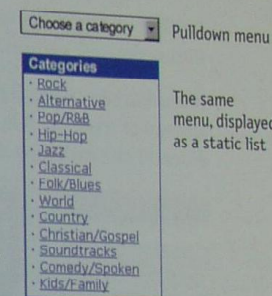 Choose a category
Pulldown menu
Categories
· Rock
· Alternative
· Pop/R&B
· Hip-Hop
· Jazz
· Classical
· Folk/Blues
· World
· Country
· Christian/Gospel
· Soundtracks
· Comedy/Spoken
· Kids/Family
The same
menu, displayed
as a static list